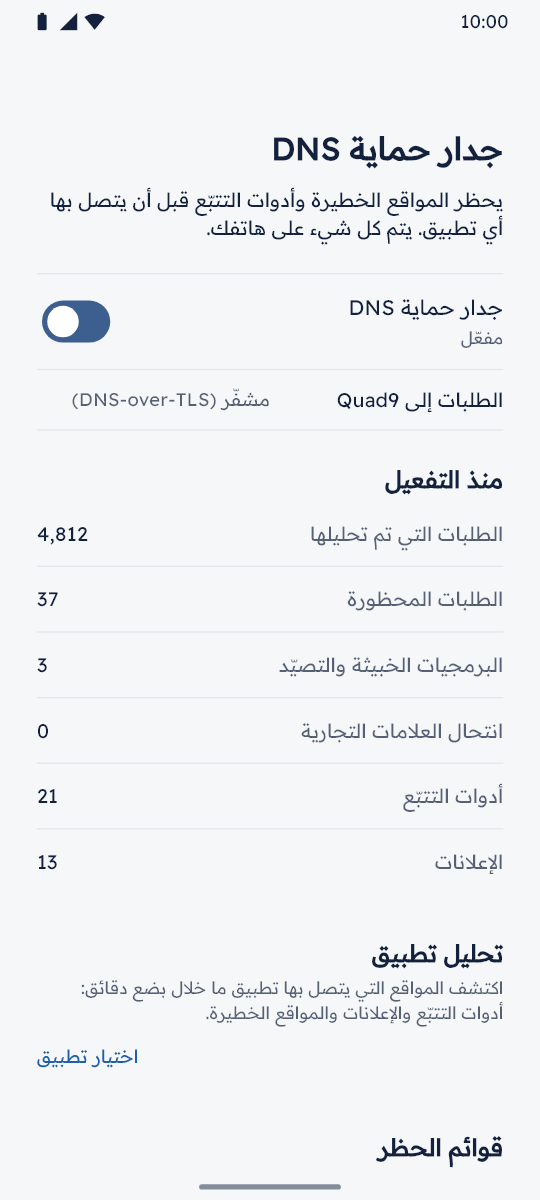 10:00
جدار حماية DNS
يحظر المواقع الخطيرة وأدوات التتبّع قبل أن يتصل بها
أي تطبيق. يتم كل شيء على هاتفك.
جدار حماية DNS
مفعّل
الطلبات إلى Quad9
مشفّر (DNS-over-TLS)
منذ التفعيل
الطلبات التي تم تحليلها
4,812
الطلبات المحظورة
37
البرمجيات الخبيثة والتصيّد
3
انتحال العلامات التجارية
0
أدوات التتبّع
21
الإعلانات
13
تحليل تطبيق
اكتشف المواقع التي يتصل بها تطبيق ما خلال بضع دقائق:
أدوات التتبّع والإعلانات والمواقع الخطيرة.
اختيار تطبيق
قوائم الحظر